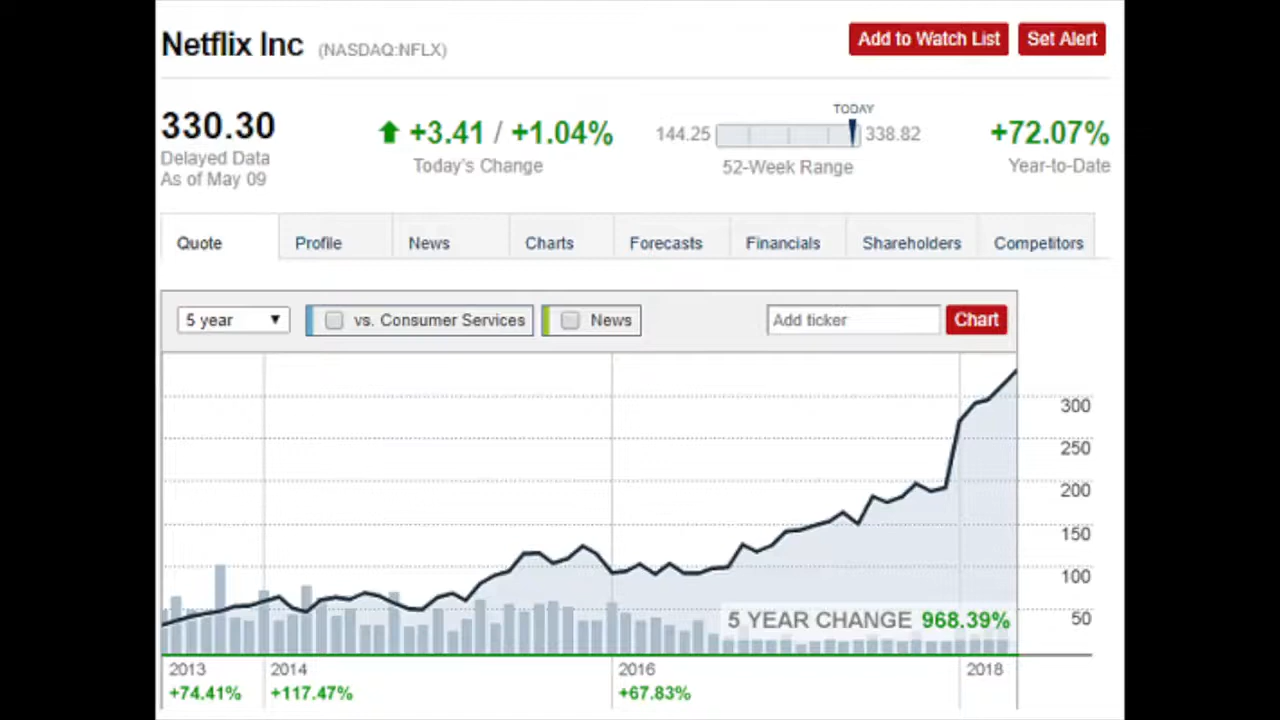 Netflix Inc (NASDAQ:NFLX)
Add to Watch List
Set Alert
330.30
Delayed Data
As of May 09
+3.41 / +1.04%
Today's Change
TODAY
144.25
338.82
52-Week Range
+72.07%
Year-to-Date
Quote
Profile
News
Charts
Forecasts
Financials
Shareholders
Competitors
5 year
vs. Consumer Services
News
Add ticker
Chart
300
250
200
150
100
50
5 YEAR CHANGE 968.39%
2013
2014
2016
2018
+74.41%
+117.47%
+67.83%